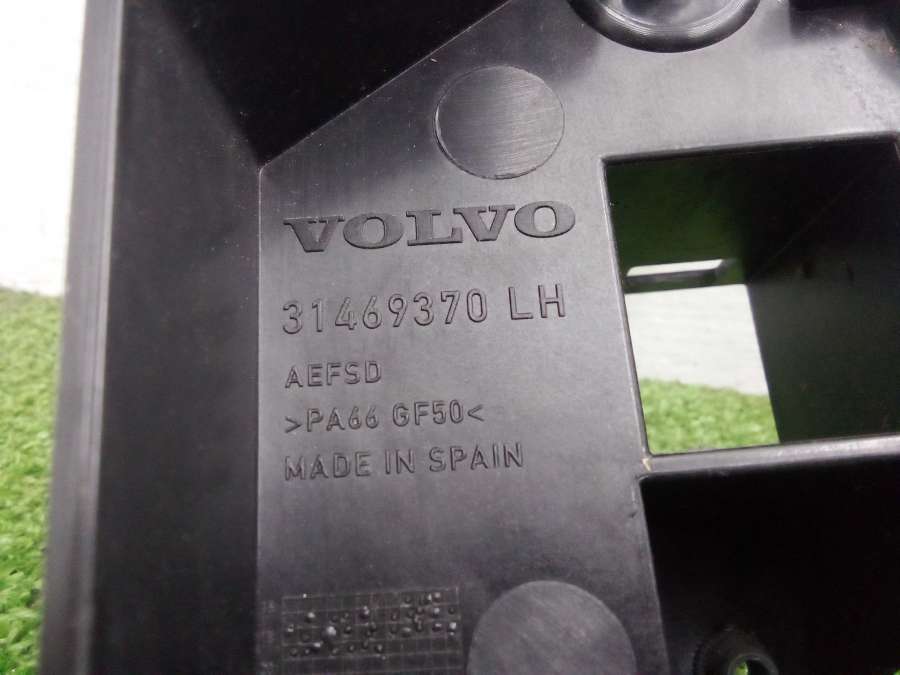 VOLVO
31469370 LH
AEFSD
>PA66 GF50<
MADE IN SPAIN